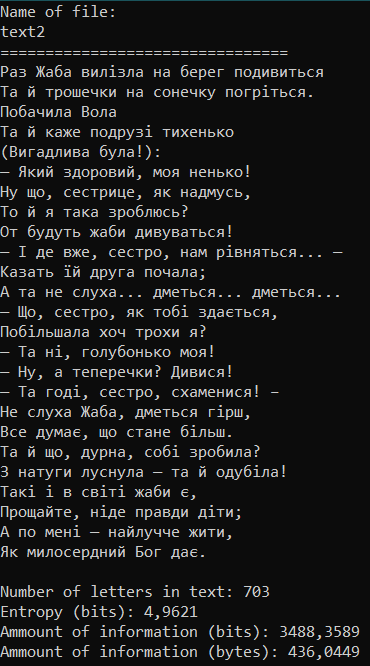 Name of file:
text2
================================
Раз Жаба вилізла на берег подивиться
Та й трошечки на сонечку погріться.
Побачила Вола
Та й каже подрузі тихенько
(Вигадлива була!):
— Який здоровий, моя ненько!
Ну що, сестрице, як надмусь,
То й я така зроблюсь?
От будуть жаби дивуваться!
— І де вже, сестро, нам рівняться... —
Казать їй друга почала;
А та не слуха... дметься... дметься...
— Що, сестро, як тобі здається,
Побільшала хоч трохи я?
— Та ні, голубонько моя!
— Ну, а теперечки? Дивися!
— Та годі, сестро, схаменися! –
Не слуха Жаба, дметься гірш,
Все думає, що стане більш.
Та й що, дурна, собі зробила?
З натуги луснула — та й одубіла!
Такі і в світі жаби є,
Прощайте, ніде правди діти;
А по мені — найлучче жити,
Як милосердний Бог дає.
Number of letters in text: 703
Entropy (bits): 4,9621
Ammount of information (bits): 3488,3589
Ammount of information (bytes): 436,0449